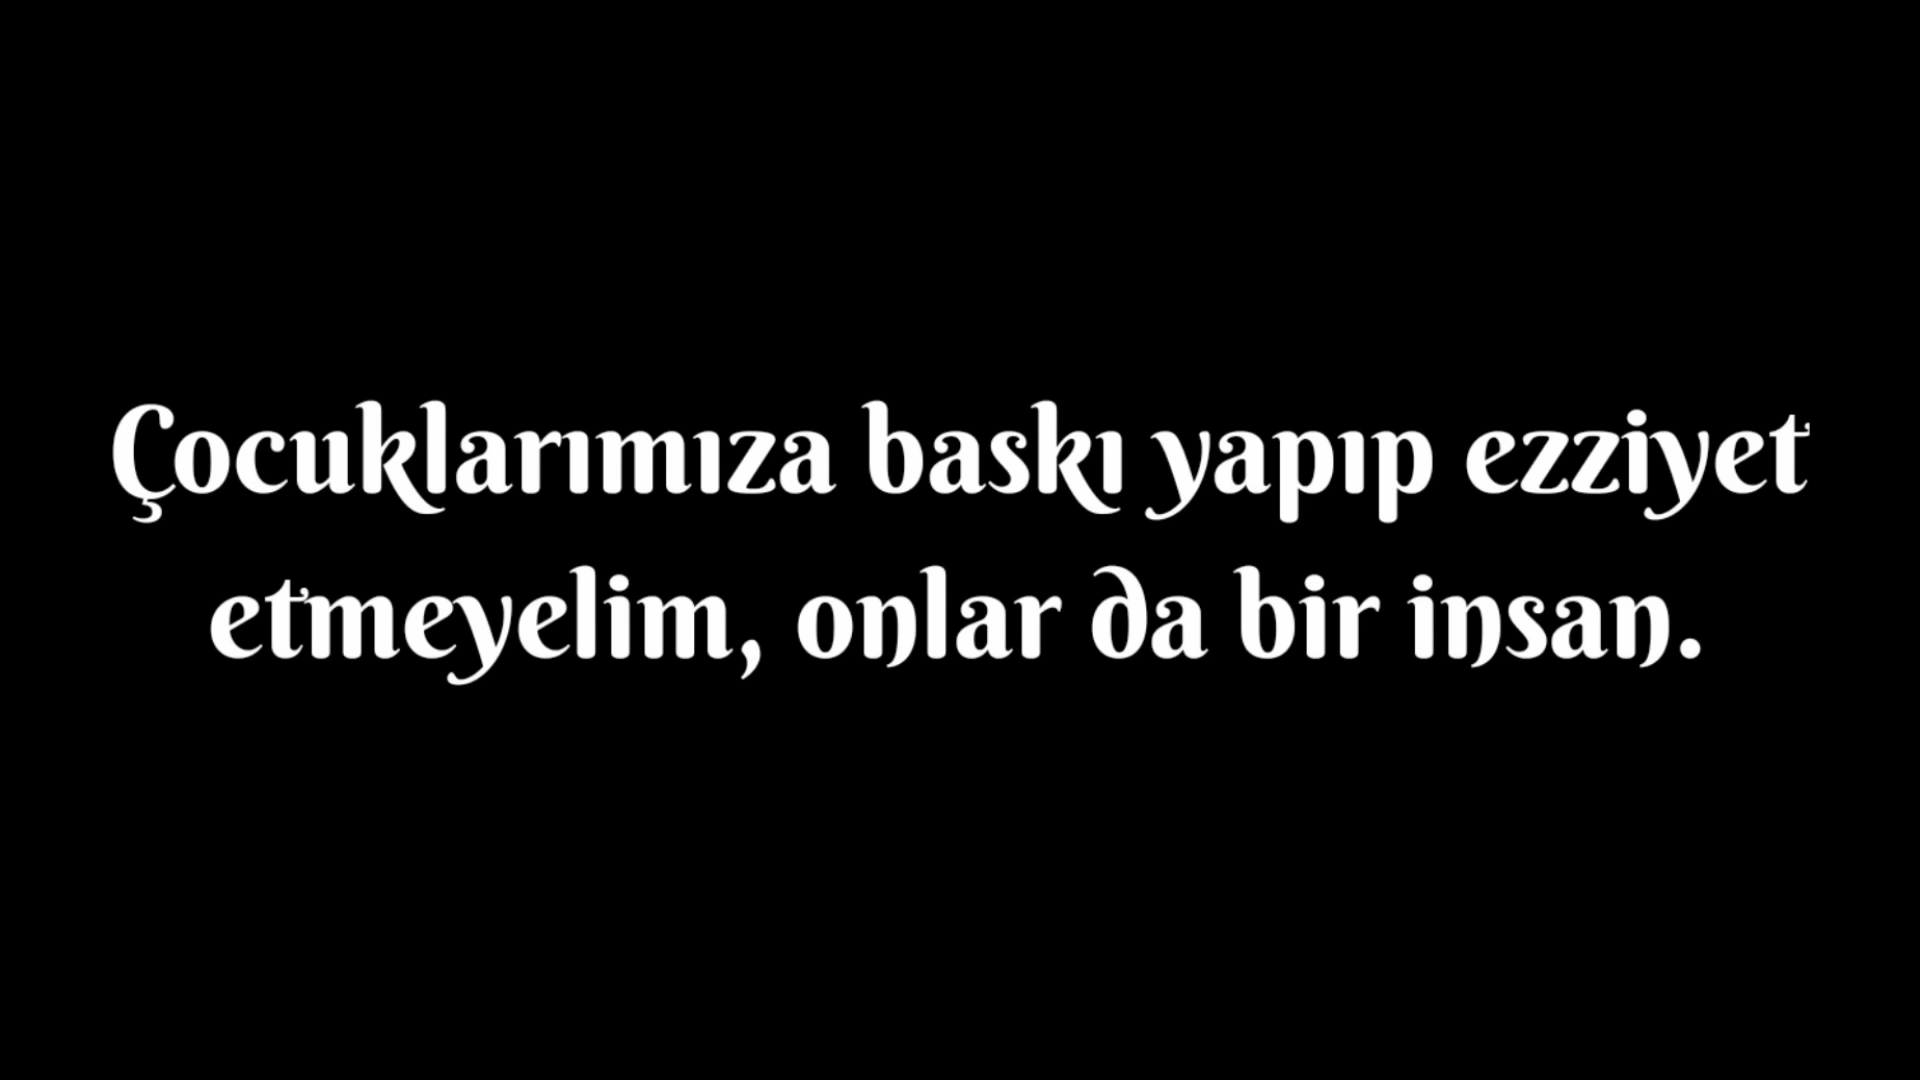 Çocuklarımıza baskı yapıp ezziyet
etmeyelim, onlar da bir insan.